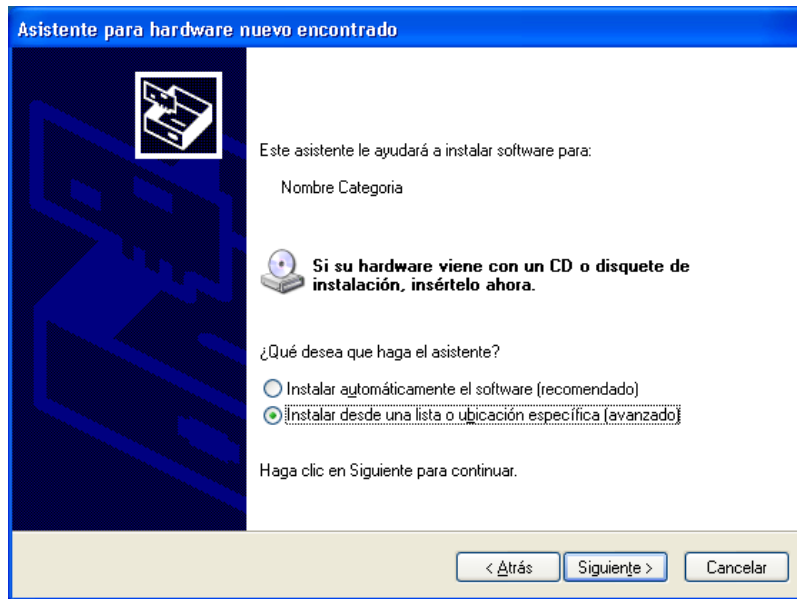 Asistente para hardware nuevo encontrado
Este asistente le ayudará a instalar software para:
Nombre Categoria
Si su hardware viene con un CD o disquete de
instalación, insértelo ahora.
¿Qué desea que haga el asistente?
Instalar automáticamente el software (recomendado)
Instalar desde una lista o ubicación específica (avanzado)
Haga clic en Siguiente para continuar.
< Atrás Siguiente > Cancelar